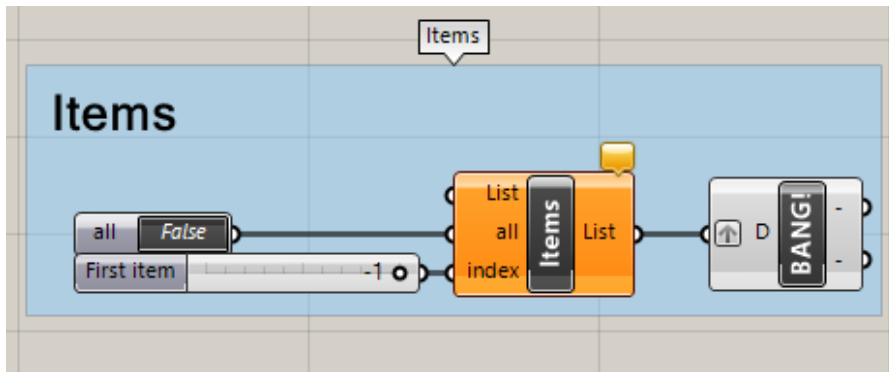 Items
Items
List
all False all Items List D BANG! -
First item -1 index -